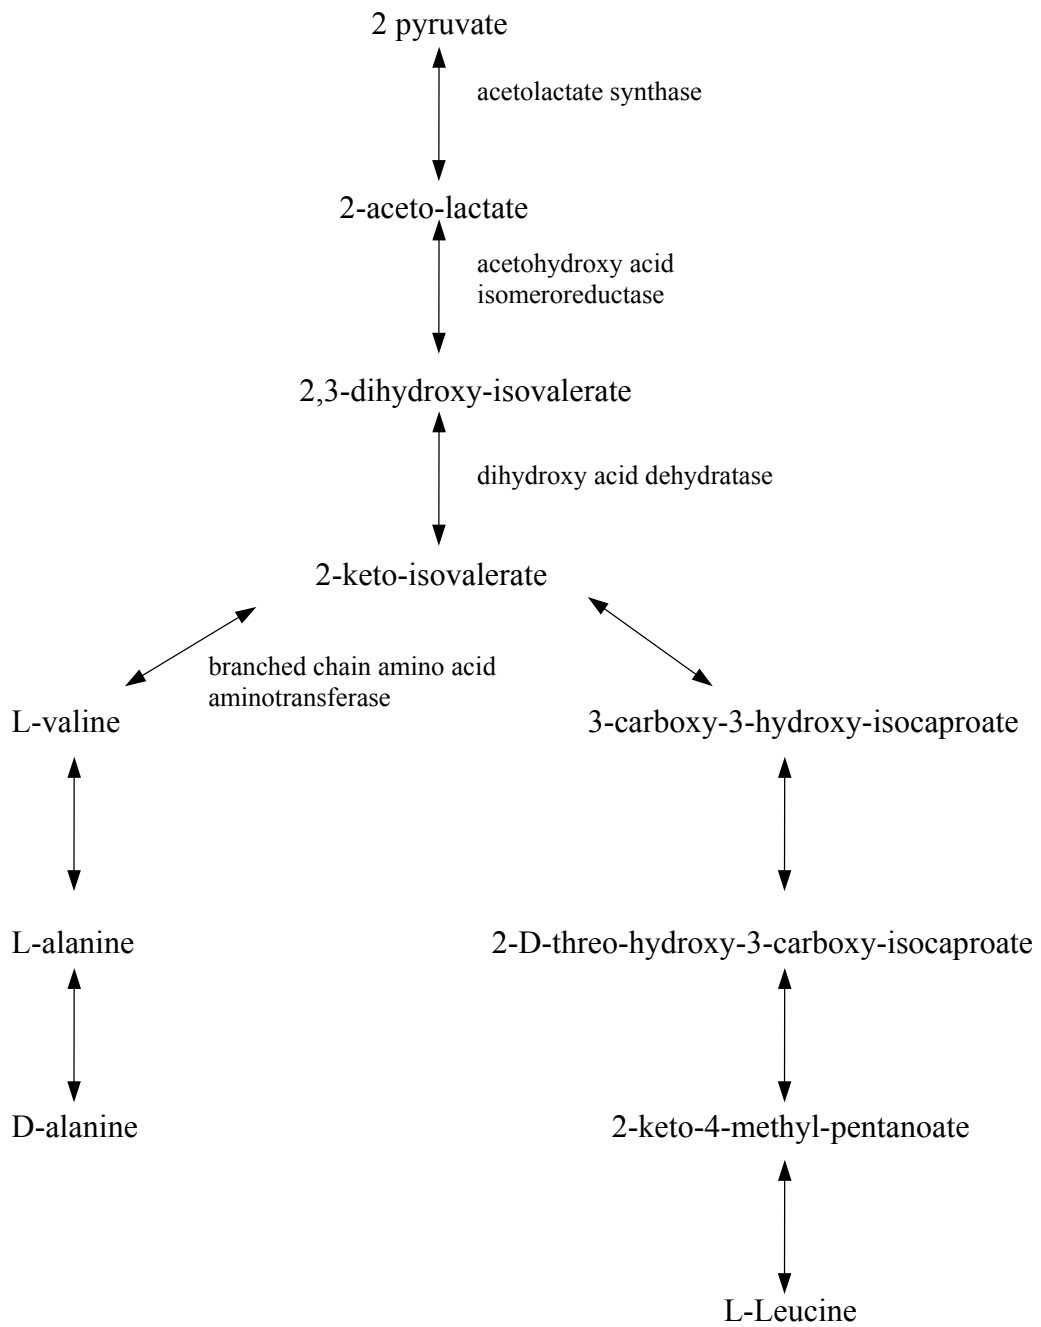 2 pyruvate
acetolactate synthase
2-aceto-lactate
acetohydroxy acid
isomeroreductase
2,3-dihydroxy-isovalerate
dihydroxy acid dehydratase
2-keto-isovalerate
branched chain amino acid
aminotransferase
L-valine
3-carboxy-3-hydroxy-isocaproate
L-alanine
2-D-threo-hydroxy-3-carboxy-isocaproate
D-alanine
2-keto-4-methyl-pentanoate
L-Leucine